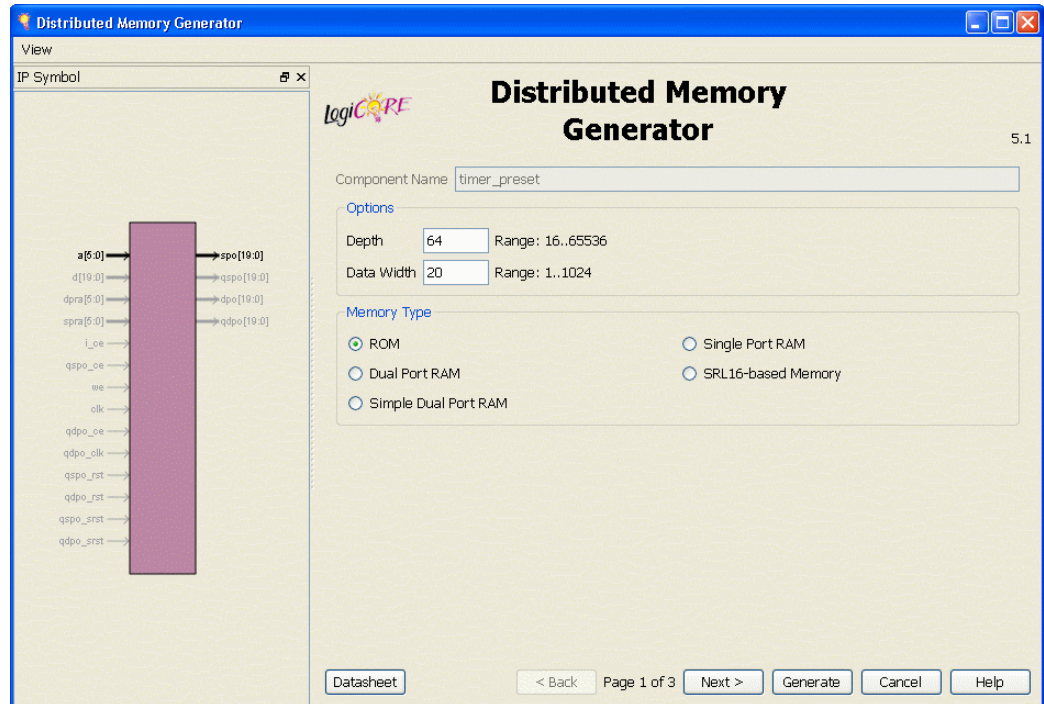 Distributed Memory Generator
View
IP Symbol
a[5:0]
d[19:0]
dpra[5:0]
spra[5:0]
i_ce
qspo_ce
we
clk
qdpo_ce
qdpo_clk
qspo_rst
qdpo_rst
qspo_srst
qdpo_srst
spo[19:0]
qspo[19:0]
dpo[19:0]
qdpo[19:0]
LogiCORE
Distributed Memory
Generator
5.1
Component Name timer_preset
Options
Depth 64 Range: 16..65536
Data Width 20 Range: 1..1024
Memory Type
ROM Single Port RAM
Dual Port RAM SRL16-based Memory
Simple Dual Port RAM
Datasheet < Back Page 1 of 3 Next > Generate Cancel Help